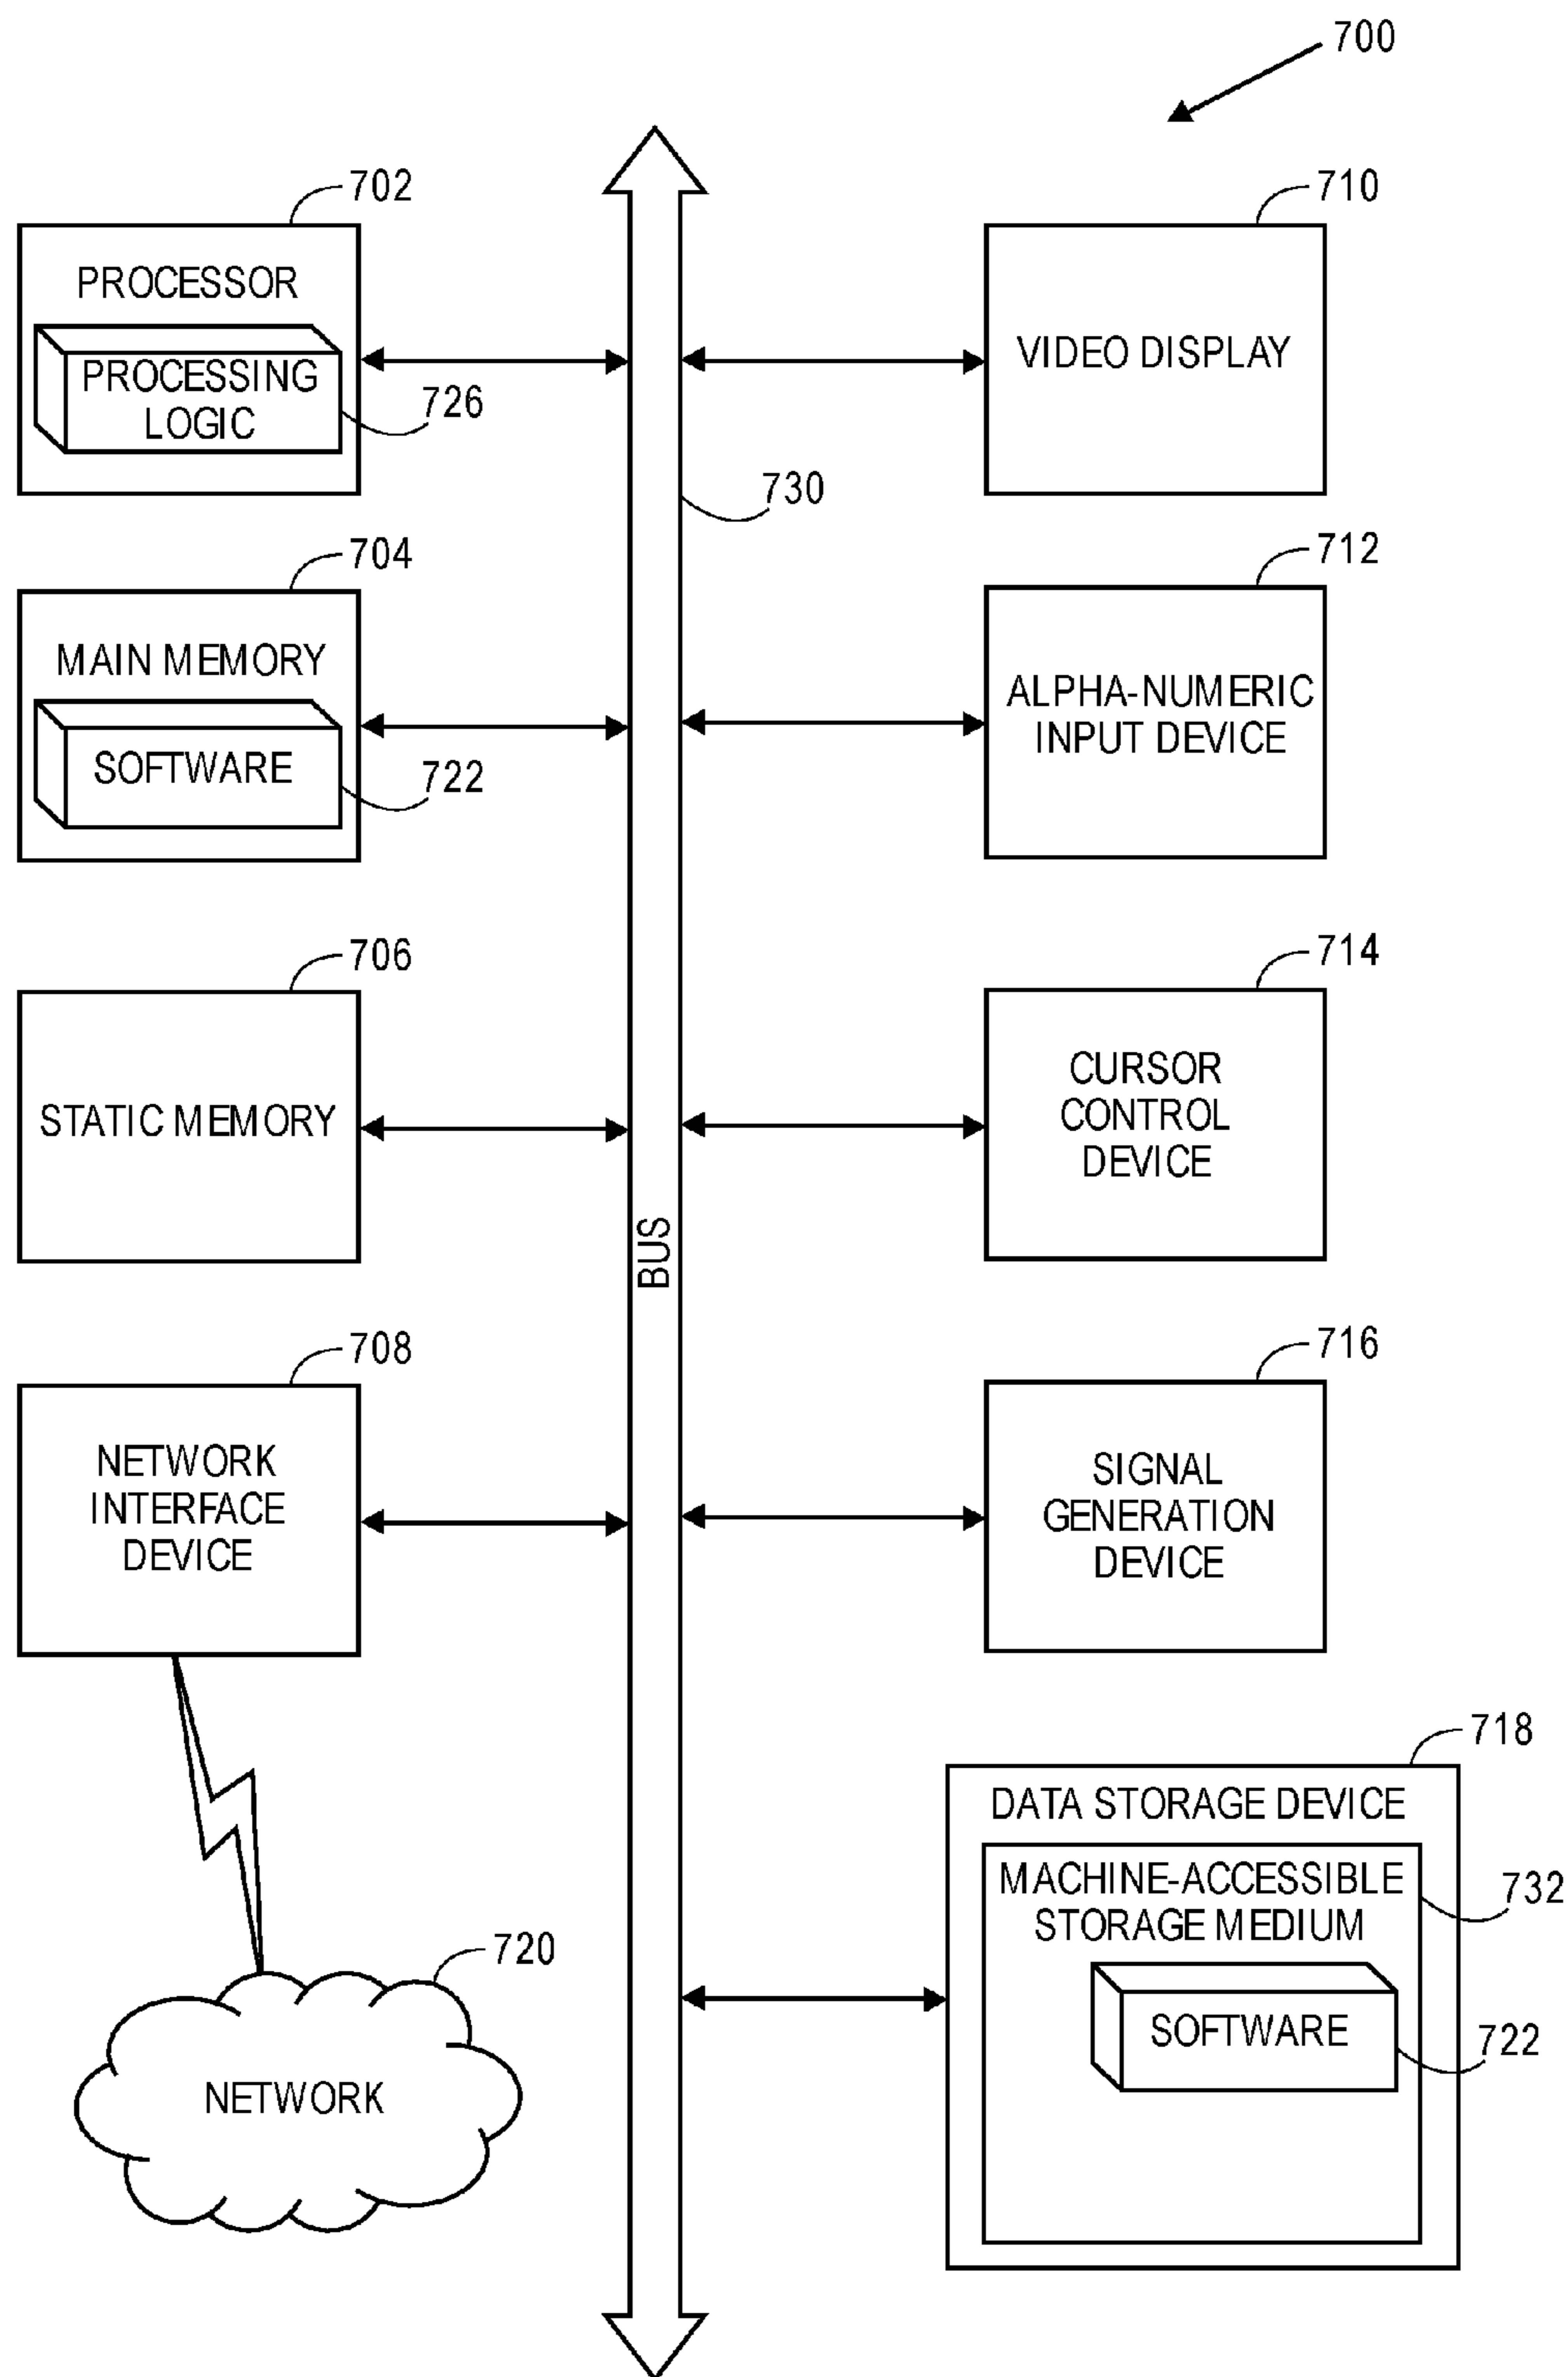 700
702
PROCESSOR
PROCESSING
LOGIC
726
710
VIDEO DISPLAY
730
704
MAIN MEMORY
SOFTWARE
722
712
ALPHA-NUMERIC
INPUT DEVICE
706
STATIC MEMORY
714
CURSOR
CONTROL
DEVICE
BUS
708
NETWORK
INTERFACE
DEVICE
716
SIGNAL
GENERATION
DEVICE
718
DATA STORAGE DEVICE
MACHINE-ACCESSIBLE
STORAGE MEDIUM
732
SOFTWARE
722
720
NETWORK